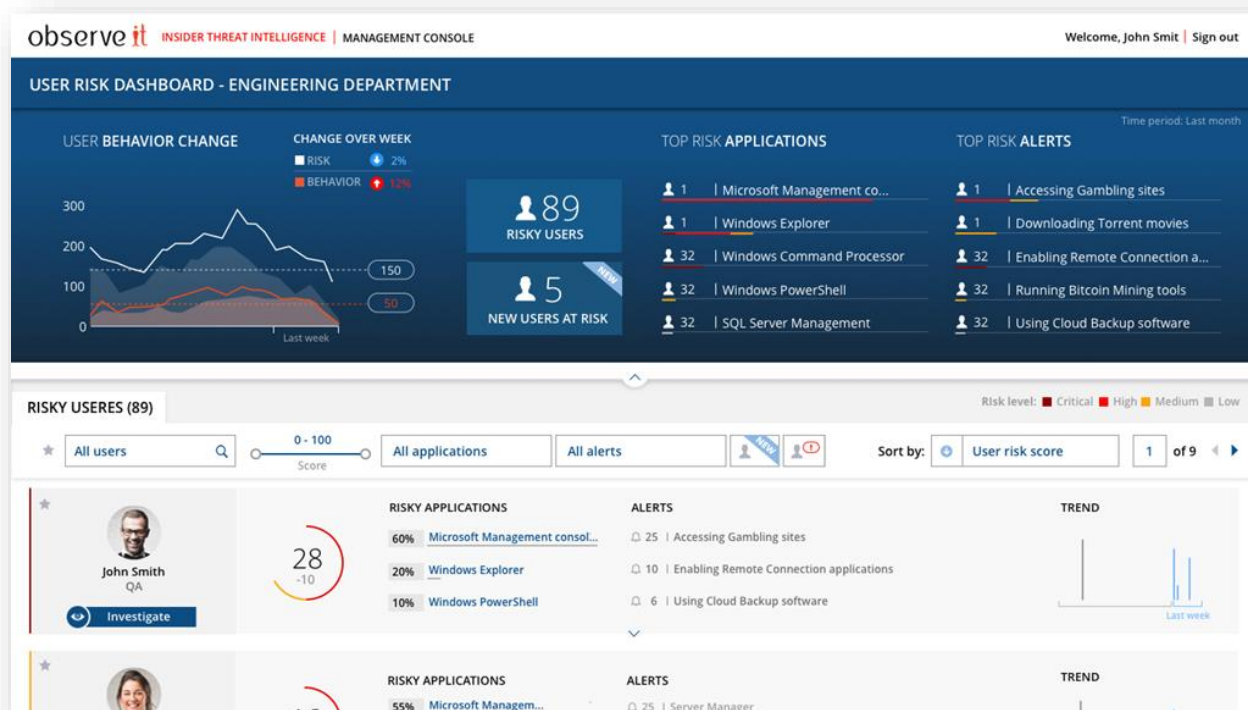 observe it INSIDER THREAT INTELLIGENCE | MANAGEMENT CONSOLE
Welcome, John Smit | Sign out
USER RISK DASHBOARD - ENGINEERING DEPARTMENT
Time period: Last month
USER BEHAVIOR CHANGE
CHANGE OVER WEEK
RISK 2%
BEHAVIOR 12%
300
200
100
0
150
50
Last week
89
RISKY USERS
NEW
5
NEW USERS AT RISK
TOP RISK APPLICATIONS
1 | Microsoft Management co...
1 | Windows Explorer
32 | Windows Command Processor
32 | Windows PowerShell
32 | SQL Server Management
TOP RISK ALERTS
1 | Accessing Gambling sites
1 | Downloading Torrent movies
32 | Enabling Remote Connection a...
32 | Running Bitcoin Mining tools
32 | Using Cloud Backup software
RISKY USERES (89)
RIsk level: Critical High Medium Low
All users
0 - 100
Score
All applications
All alerts
NEW
Sort by: User risk score
1 of 9
John Smith
QA
Investigate
28
-10
RISKY APPLICATIONS
60% Microsoft Management consol...
20% Windows Explorer
10% Windows PowerShell
ALERTS
25 | Accessing Gambling sites
10 | Enabling Remote Connection applications
6 | Using Cloud Backup software
TREND
Last week
RISKY APPLICATIONS
55% Microsoft Managem...
ALERTS
25 | Server Manager
TREND